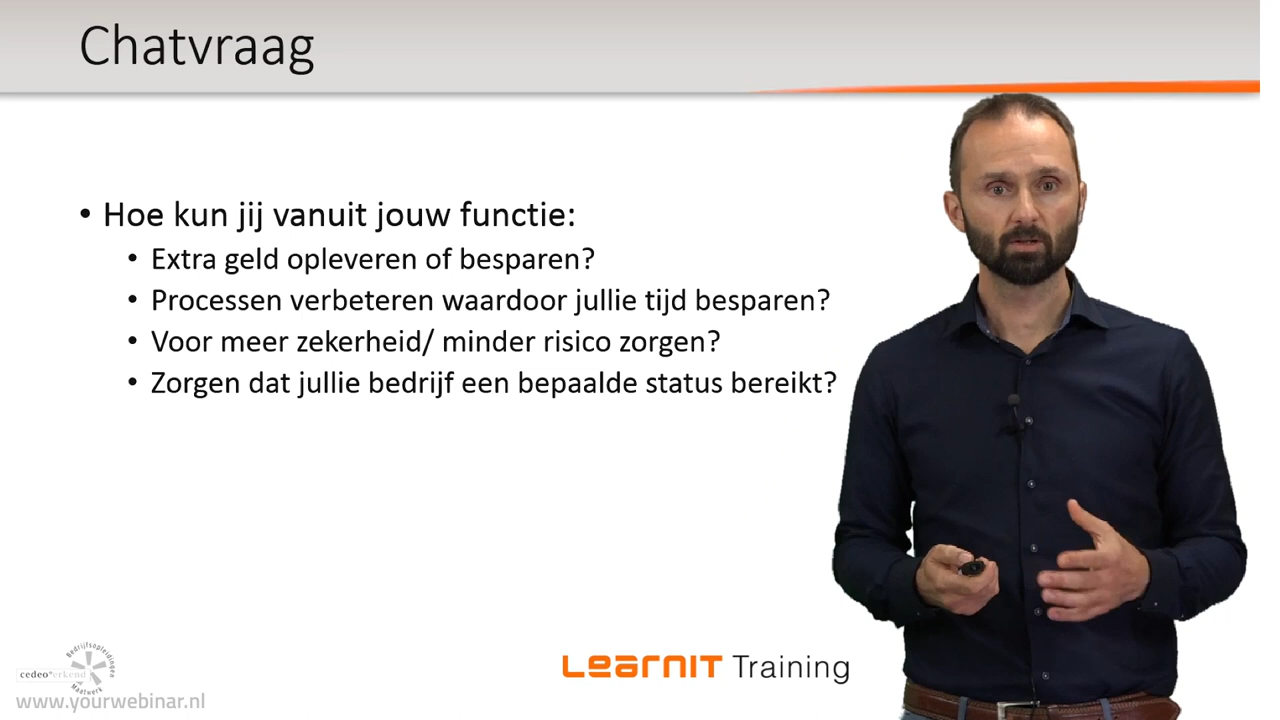 Chatvraag
• Hoe kun jij vanuit jouw functie:
• Extra geld opleveren of besparen?
• Processen verbeteren waardoor jullie tijd besparen?
• Voor meer zekerheid/ minder risico zorgen?
• Zorgen dat jullie bedrijf een bepaalde status bereikt?
Bedrijfsopleidingen
cedeo*erkend
Maatwerk
www.yourwebinar.nl
LearnIT Training